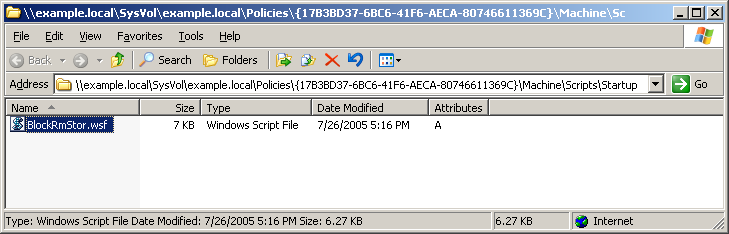 \\example.local\SysVol\example.local\Policies\{17B3BD37-6BC6-41F6-AECA-80746611369C}\Machine\Sc
File Edit View Favorites Tools Help
Back Search Folders
Address \\example.local\SysVol\example.local\Policies\{17B3BD37-6BC6-41F6-AECA-80746611369C}\Machine\Scripts\Startup Go
Name Size Type Date Modified Attributes
BlockRmStor.wsf 7 KB Windows Script File 7/26/2005 5:16 PM A
Type: Windows Script File Date Modified: 7/26/2005 5:16 PM Size: 6.27 KB 6.27 KB Internet